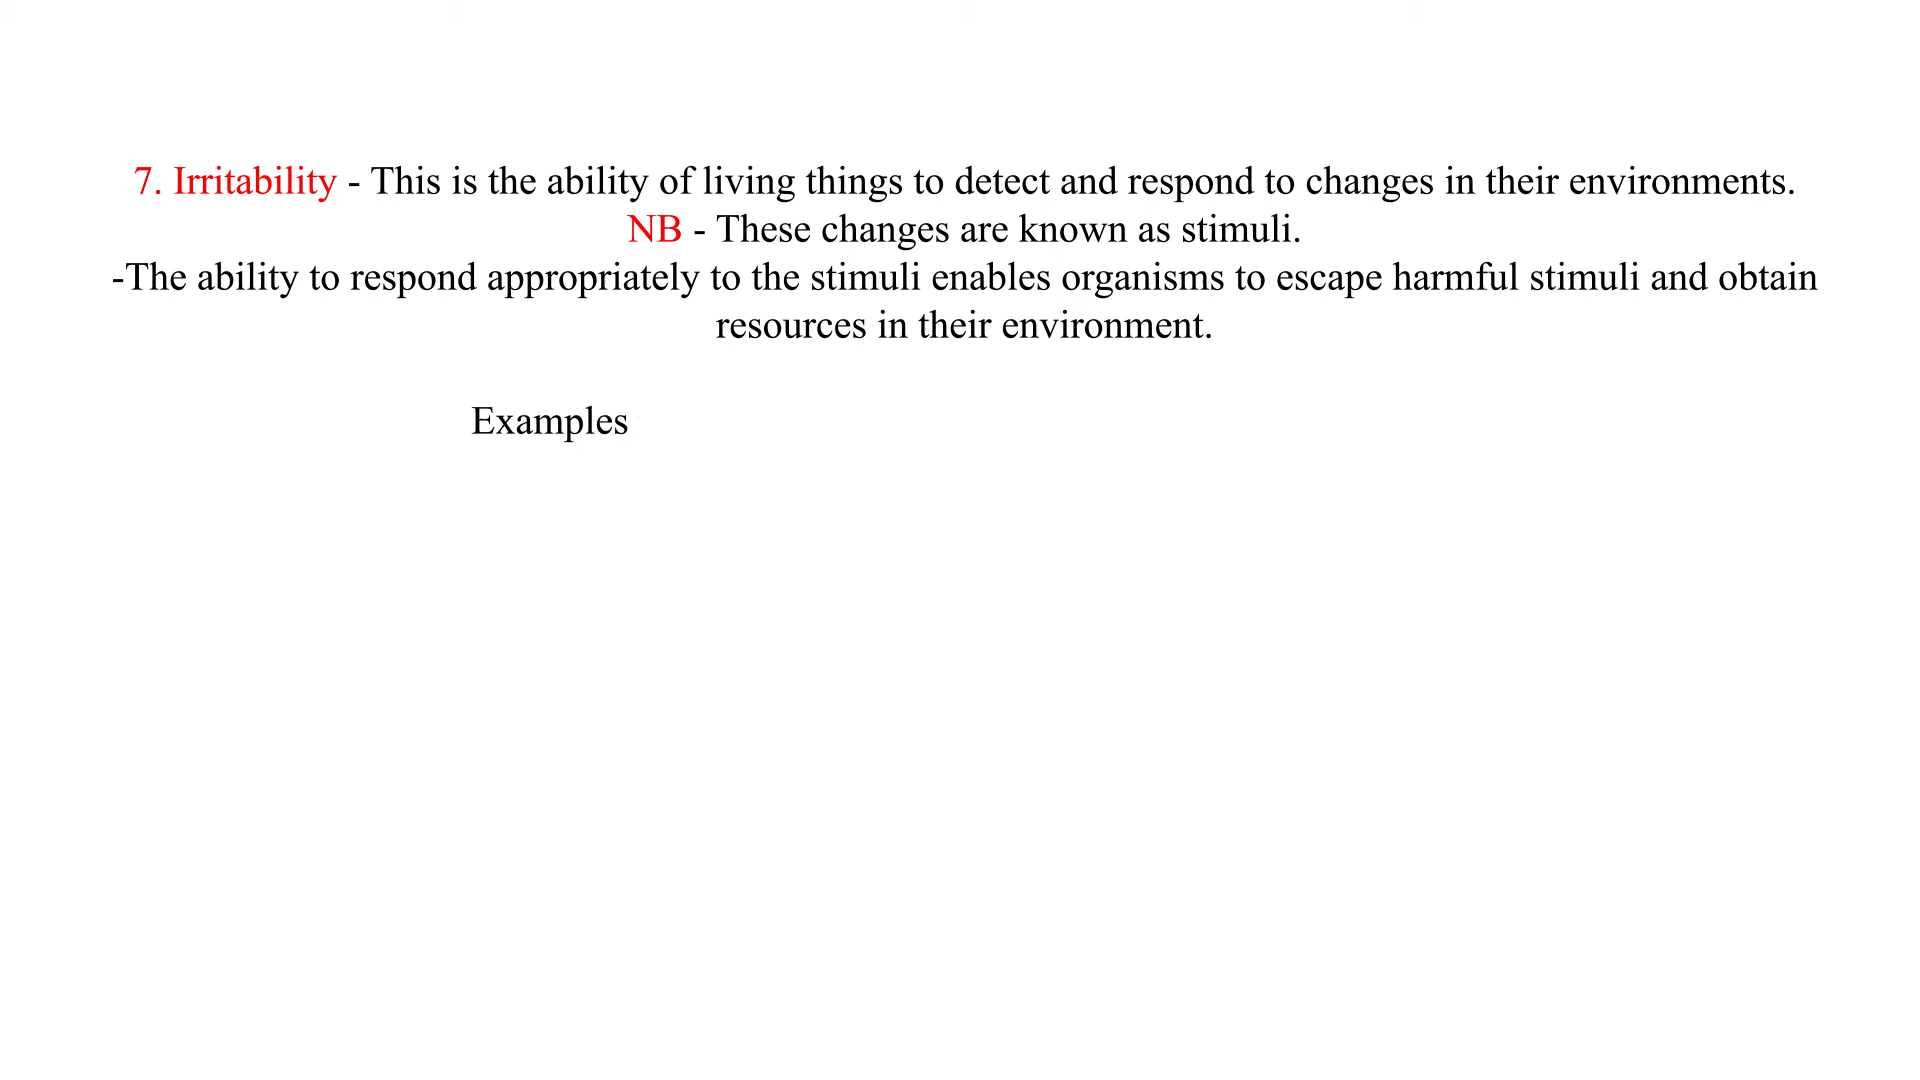 7. Irritability - This is the ability of living things to detect and respond to changes in their environments.
NB - These changes are known as stimuli.
-The ability to respond appropriately to the stimuli enables organisms to escape harmful stimuli and obtain
resources in their environment.
Examples